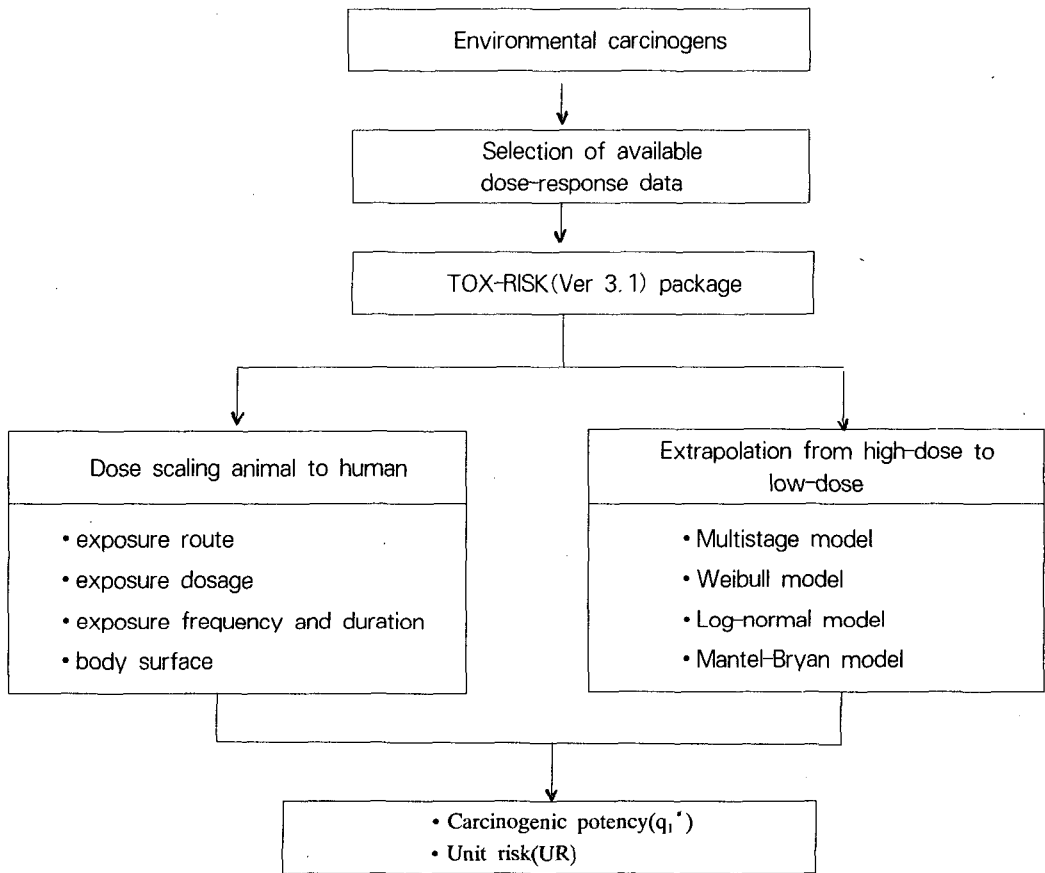 Environmental carcinogens
Selection of available
dose-response data
TOX-RISK(Ver 3.1) package
Dose scaling animal to human
• exposure route
• exposure dosage
• exposure frequency and duration
• body surface
Extrapolation from high-dose to
low-dose
• Multistage model
• Weibull model
• Log-normal model
• Mantel-Bryan model
• Carcinogenic potency(q₁*)
• Unit risk(UR)